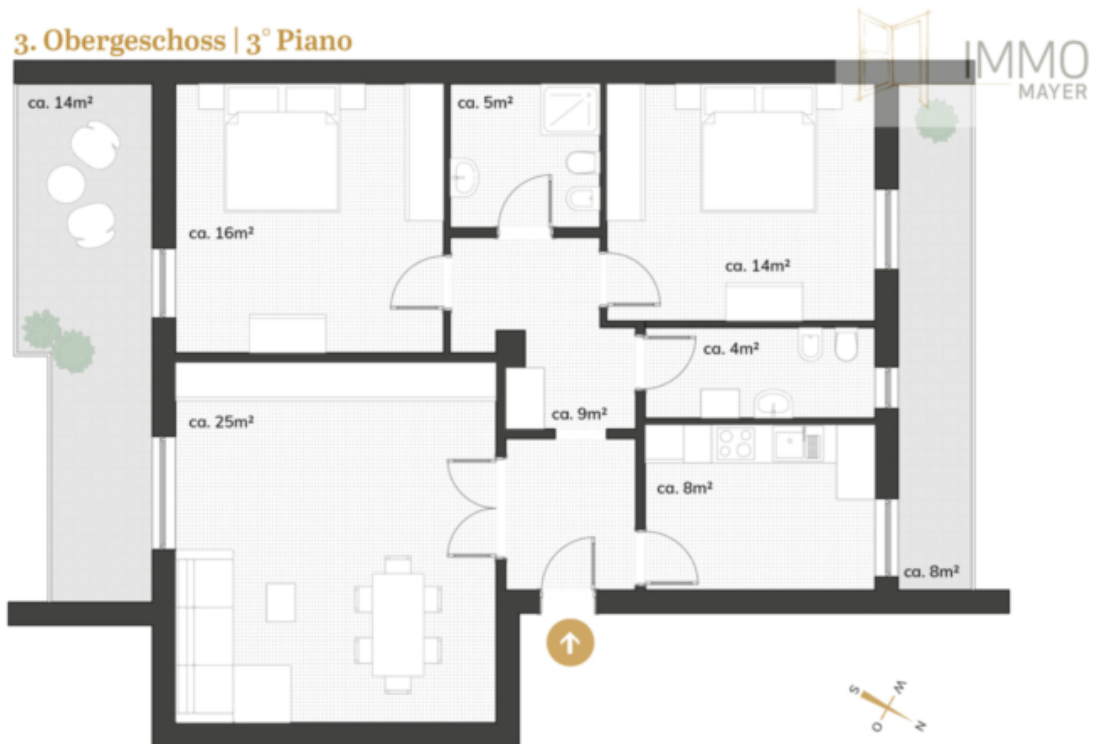 3. Obergeschoss | 3° Piano
IMMO
MAYER
ca. 14m²
ca. 5m²
ca. 16m²
ca. 14m²
ca. 4m²
ca. 9m²
ca. 25m²
ca. 8m²
ca. 8m²
S W
O N